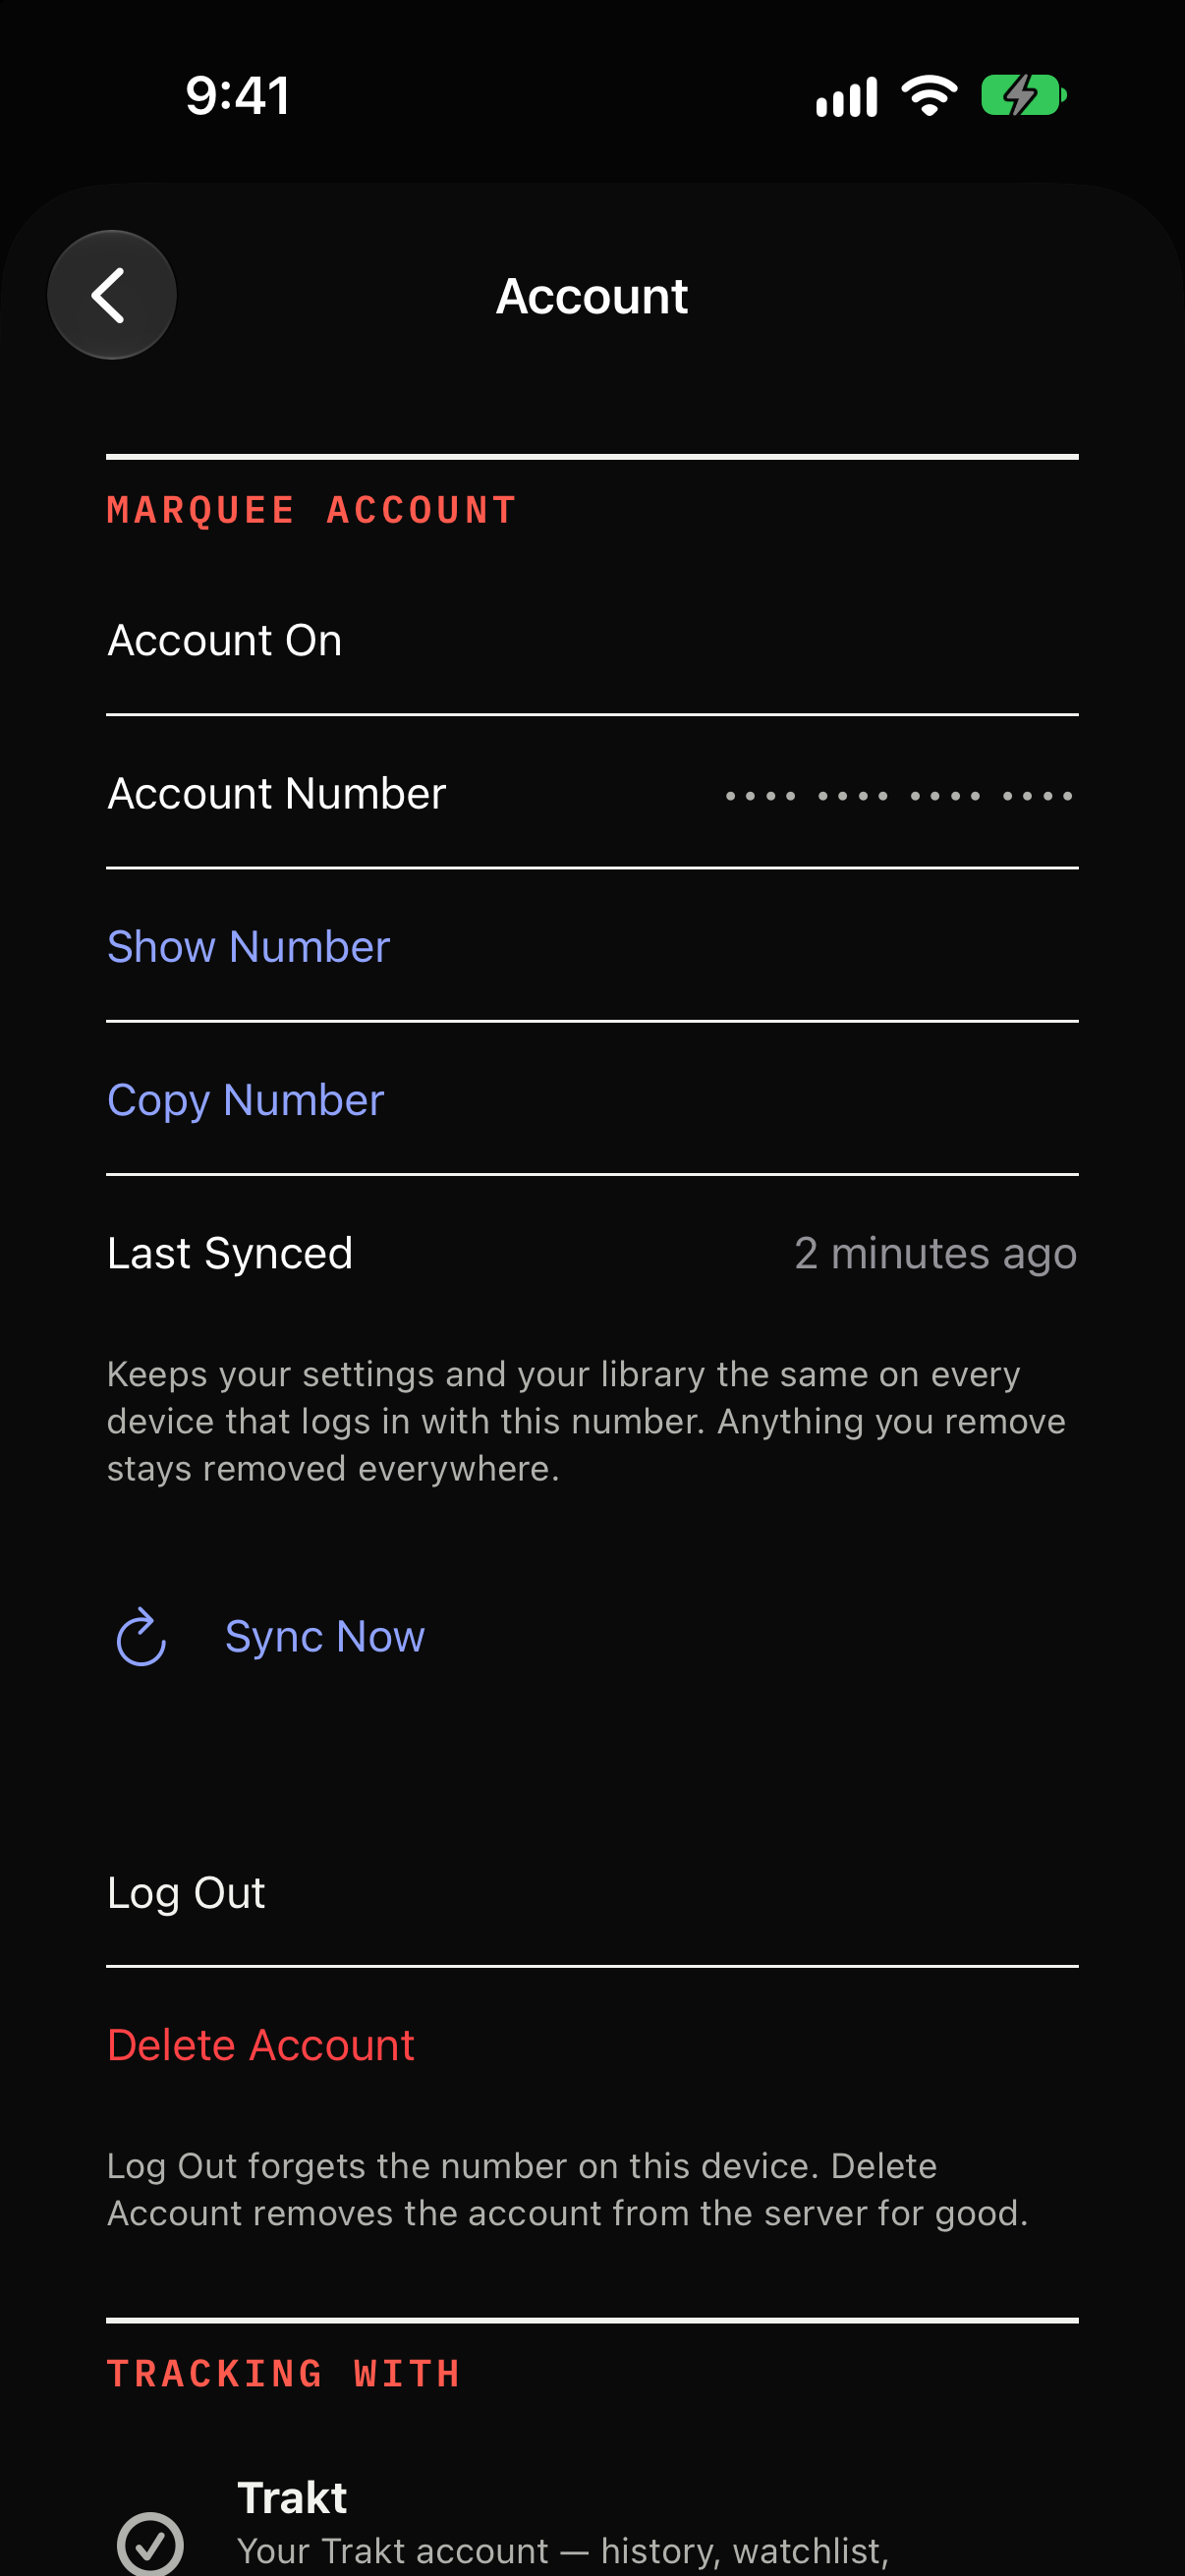 9:41
Account
MARQUEE ACCOUNT
Account On
Account Number •••• •••• •••• ••••
Show Number
Copy Number
Last Synced 2 minutes ago
Keeps your settings and your library the same on every
device that logs in with this number. Anything you remove
stays removed everywhere.
Sync Now
Log Out
Delete Account
Log Out forgets the number on this device. Delete
Account removes the account from the server for good.
TRACKING WITH
Trakt
Your Trakt account — history, watchlist,